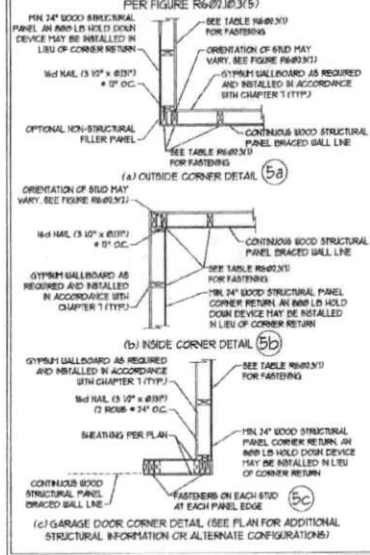 PER FIGURE R602.10.3(5)
MIN. 24" WOOD STRUCTURAL
PANEL. AN 800 LB HOLD DOWN
DEVICE MAY BE INSTALLED IN
LIEU OF CORNER RETURN
SEE TABLE R602.3(1)
FOR FASTENING
ORIENTATION OF STUD MAY
VARY. SEE FIGURE R602.3(2)
GYPSUM WALLBOARD AS REQUIRED
AND INSTALLED IN ACCORDANCE
WITH CHAPTER 7 (TYP.)
16d NAIL (3 1/2" x 0.131")
@ 12" O.C.
OPTIONAL NON-STRUCTURAL
FILLER PANEL
CONTINUOUS WOOD STRUCTURAL
PANEL BRACED WALL LINE
SEE TABLE R602.3(1)
FOR FASTENING
(a) OUTSIDE CORNER DETAIL 5a
ORIENTATION OF STUD MAY
VARY. SEE FIGURE R602.3(2)
16d NAIL (3 1/2" x 0.131")
@ 12" O.C.
CONTINUOUS WOOD STRUCTURAL
PANEL BRACED WALL LINE
GYPSUM WALLBOARD AS
REQUIRED AND INSTALLED
IN ACCORDANCE WITH
CHAPTER 7 (TYP.)
SEE TABLE R602.3(1)
FOR FASTENING
MIN. 24" WOOD STRUCTURAL PANEL
CORNER RETURN. AN 800 LB HOLD
DOWN DEVICE MAY BE INSTALLED
IN LIEU OF CORNER RETURN
(b) INSIDE CORNER DETAIL 5b
GYPSUM WALLBOARD AS REQUIRED
AND INSTALLED IN ACCORDANCE
WITH CHAPTER 7 (TYP.)
SEE TABLE R602.3(1)
FOR FASTENING
16d NAIL (3 1/2" x 0.131")
(2 ROWS @ 24" O.C.
SHEATHING PER PLAN
MIN. 24" WOOD STRUCTURAL
PANEL CORNER RETURN. AN
800 LB HOLD DOWN DEVICE
MAY BE INSTALLED IN LIEU
OF CORNER RETURN
CONTINUOUS WOOD
STRUCTURAL PANEL
BRACED WALL LINE
FASTENERS ON EACH STUD
AT EACH PANEL EDGE
5c
(c) GARAGE DOOR CORNER DETAIL (SEE PLAN FOR ADDITIONAL
STRUCTURAL INFORMATION OR ALTERNATE CONFIGURATIONS)